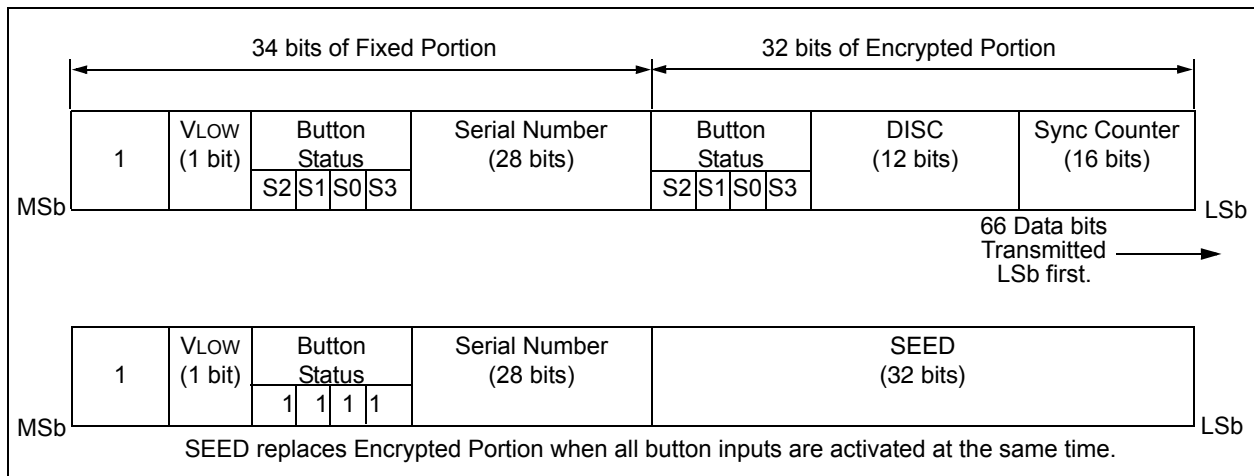 34 bits of Fixed Portion
32 bits of Encrypted Portion
1
VLOW
(1 bit)
Button
Status
S2 S1 S0 S3
Serial Number
(28 bits)
Button
Status
S2 S1 S0 S3
DISC
(12 bits)
Sync Counter
(16 bits)
MSb
LSb
66 Data bits
Transmitted
LSb first.
1
VLOW
(1 bit)
Button
Status
1 1 1 1
Serial Number
(28 bits)
SEED
(32 bits)
MSb
LSb
SEED replaces Encrypted Portion when all button inputs are activated at the same time.